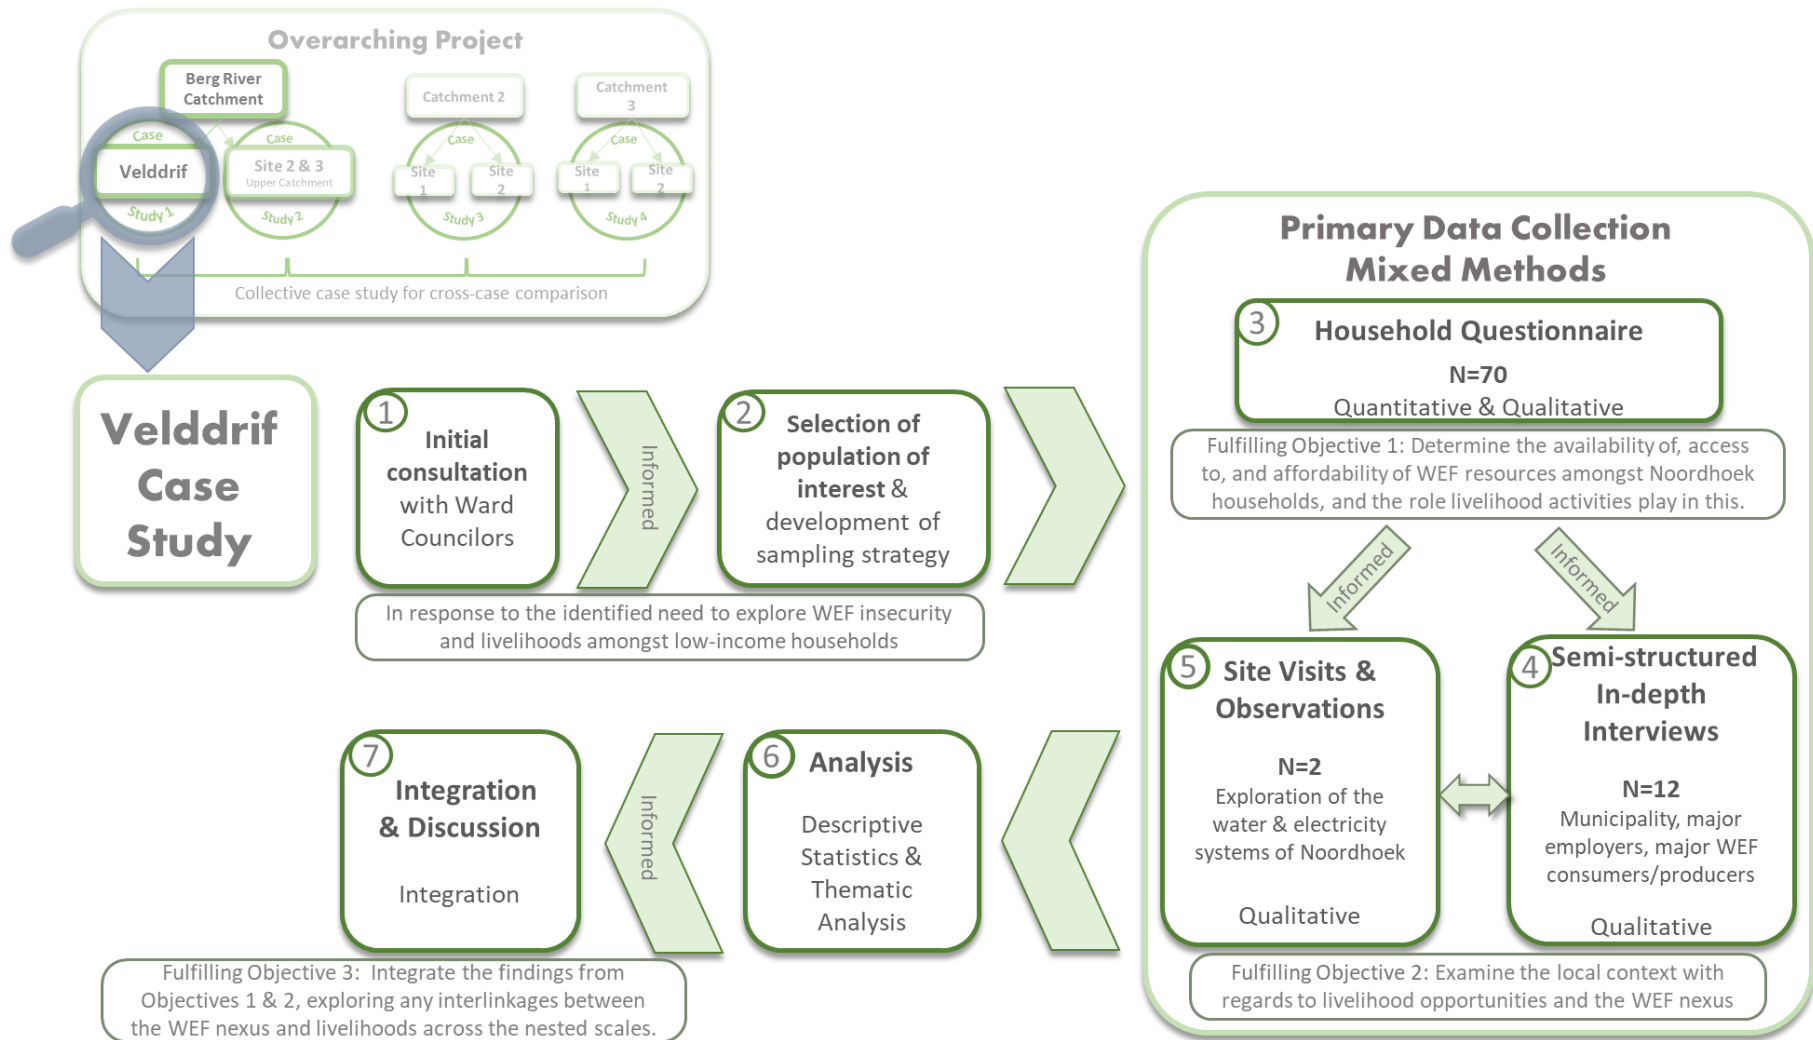 Overarching Project
Berg River
Catchment
Catchment 2
Catchment
3
Case
Velddrif
Study 1
Case
Site 2 & 3
Upper Catchment
Study 2
Case
Site
1
Site
2
Study 3
Case
Site
1
Site
2
Study 4
Collective case study for cross-case comparison
Velddrif
Case
Study
1
Initial
consultation
with Ward
Councilors
Informed
2
Selection of
population of
interest &
development of
sampling strategy
In response to the identified need to explore WEF insecurity
and livelihoods amongst low-income households
Primary Data Collection
Mixed Methods
3
Household Questionnaire
N=70
Quantitative & Qualitative
Fulfilling Objective 1: Determine the availability of, access
to, and affordability of WEF resources amongst Noordhoek
households, and the role livelihood activities play in this.
Informed
Informed
5
Site Visits &
Observations
N=2
Exploration of the
water & electricity
systems of Noordhoek
Qualitative
4
Semi-structured
In-depth
Interviews
N=12
Municipality, major
employers, major WEF
consumers/producers
Qualitative
Fulfilling Objective 2: Examine the local context with
regards to livelihood opportunities and the WEF nexus
6
Analysis
Descriptive
Statistics &
Thematic
Analysis
Informed
7
Integration
& Discussion
Integration
Fulfilling Objective 3: Integrate the findings from
Objectives 1 & 2, exploring any interlinkages between
the WEF nexus and livelihoods across the nested scales.